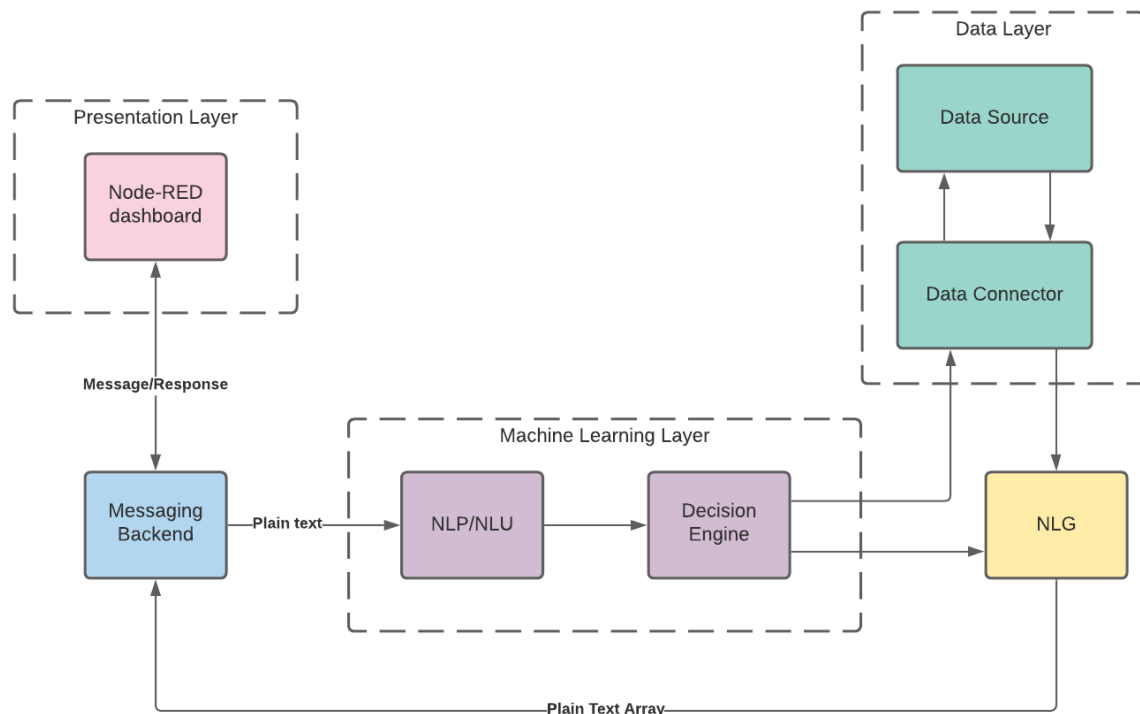 Data Layer
Data Source
Presentation Layer
Node-RED
dashboard
Data Connector
Message/Response
Machine Learning Layer
Messaging
Backend
Plain text
NLP/NLU
Decision
Engine
NLG
Plain Text Array